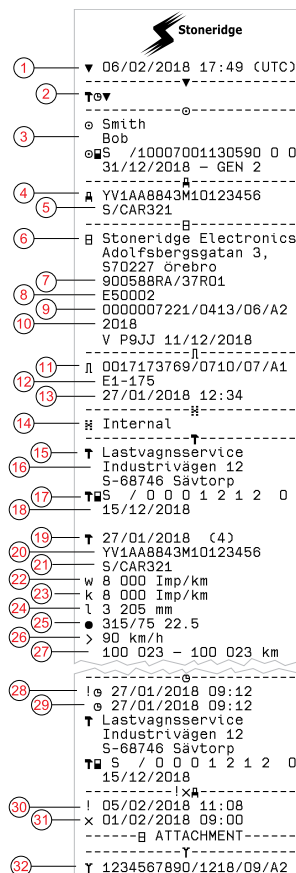 Stoneridge
1 ▼ 06/02/2018 17:49 (UTC)
2
3 Smith
Bob
S /10007001130590 0 0
31/12/2018 – GEN 2
4 YV1AA8843M10123456
5 S/CAR321
6 Stoneridge Electronics
Adolfsbergsgatan 3,
S70227 örebro
7 900588RA/37R01
8 E50002
9 0000007221/0413/06/A2
10 2018
V P9JJ 11/12/2018
11 0017173769/0710/07/A1
12 E1-175
13 27/01/2018 12:34
14 Internal
15 Lastvagnsservice
16 Industrivägen 12
S-68746 Sävtorp
17 S / 0 0 0 1 2 1 2 0
18 15/12/2018
19 27/01/2018 (4)
20 YV1AA8843M10123456
21 S/CAR321
22 w 8 000 Imp/km
23 k 8 000 Imp/km
24 l 3 205 mm
25 ● 315/75 22.5
26 > 90 km/h
27 100 023 – 100 023 km
28 ! 27/01/2018 09:12
29 27/01/2018 09:12
Lastvagnsservice
Industrivägen 12
S-68746 Sävtorp
S / 0 0 0 1 2 1 2 0
15/12/2018
!×
30 ! 05/02/2018 11:08
31 × 01/02/2018 09:00
ATTACHMENT
32 1234567890/1218/09/A2